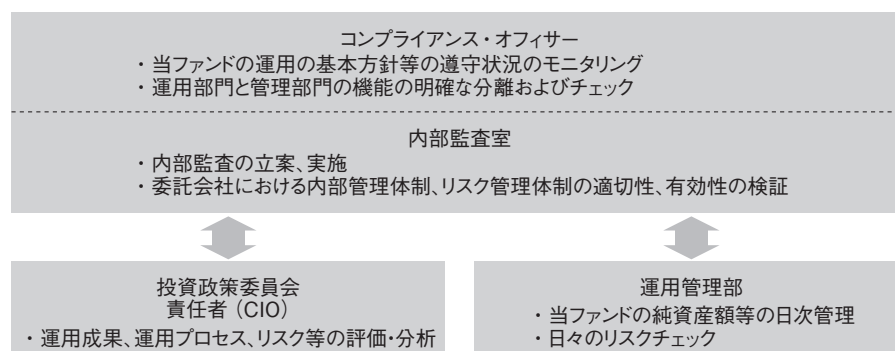 コンプライアンス・オフィサー
・当ファンドの運用の基本方針等の遵守状況のモニタリング
・運用部門と管理部門の機能の明確な分離およびチェック
内部監査室
・内部監査の立案、実施
・委託会社における内部管理体制、リスク管理体制の適切性、有効性の検証
投資政策委員会
責任者（CIO）
・運用成果、運用プロセス、リスク等の評価・分析
運用管理部
・当ファンドの純資産額等の日次管理
・日々のリスクチェック